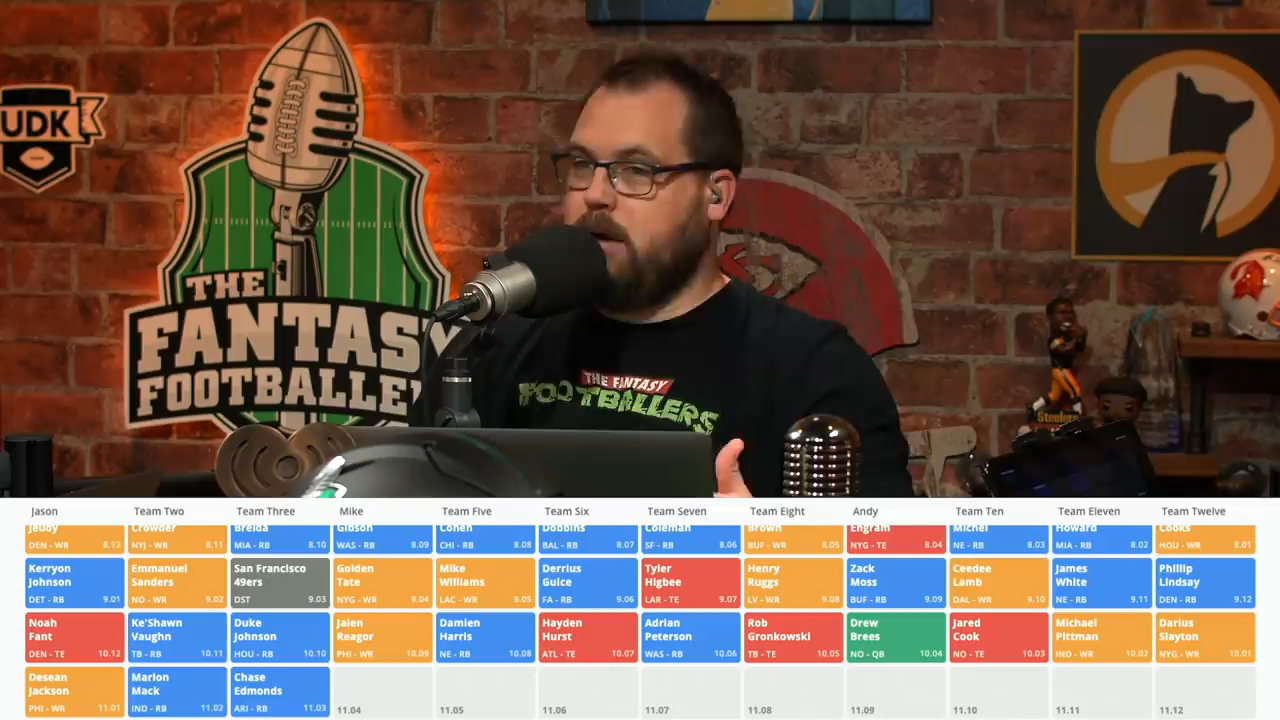 UDK
THE
FANTASY
FOOTBALLE
THE FANTASY
FOOTBALLERS
Steelers
Jason Team Two Team Three Mike Team Five Team Six Team Seven Team Eight Andy Team Ten Team Eleven Team Twelve
Jeudy Crowder Breida Gibson Cohen Dobbins Coleman Brown Engram Michel Howard Cooks
DEN - WR 8.12 NYJ - WR 8.11 MIA - RB 8.10 WAS - RB 8.09 CHI - RB 8.08 BAL - RB 8.07 SF - RB 8.06 BUF - WR 8.05 NYG - TE 8.04 NE - RB 8.03 MIA - RB 8.02 HOU - WR 8.01
Kerryon Emmanuel San Francisco Golden Mike Derrius Tyler Henry Zack Ceedee James Phillip
Johnson Sanders 49ers Tate Williams Guice Higbee Ruggs Moss Lamb White Lindsay
DET - RB 9.01 NO - WR 9.02 DST 9.03 NYG - WR 9.04 LAC - WR 9.05 FA - RB 9.06 LAR - TE 9.07 LV - WR 9.08 BUF - RB 9.09 DAL - WR 9.10 NE - RB 9.11 DEN - RB 9.12
Noah Ke'Shawn Duke Jalen Damien Hayden Adrian Rob Drew Jared Michael Darius
Fant Vaughn Johnson Reagor Harris Hurst Peterson Gronkowski Brees Cook Pittman Slayton
DEN - TE 10.12 TB - RB 10.11 HOU - RB 10.10 PHI - WR 10.09 NE - RB 10.08 ATL - TE 10.07 WAS - RB 10.06 TB - TE 10.05 NO - QB 10.04 NO - TE 10.03 IND - WR 10.02 NYG - WR 10.01
Desean Marlon Chase
Jackson Mack Edmonds
PHI - WR 11.01 IND - RB 11.02 ARI - RB 11.03 11.04 11.05 11.06 11.07 11.08 11.09 11.10 11.11 11.12